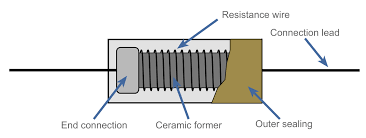 Resistance wire
Connection lead
End connection
Ceramic former
Outer sealing